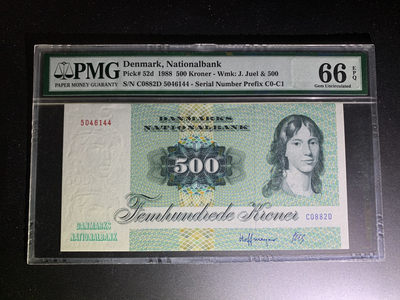 PMG
PAPER MONEY GUARANTY
Denmark, Nationalbank
Pick# 52d 1988 500 Kroner - Wmk: J. Juel & 500
S/N C0882D 5046144 - Serial Number Prefix C0-C1
66 EPQ
Gem Uncirculated
5046144
DANMARKS
NATIONALBANK
500
Femhundrede Kroner
C0882D
DANMARKS
NATIONALBANK
Hoffmeyer